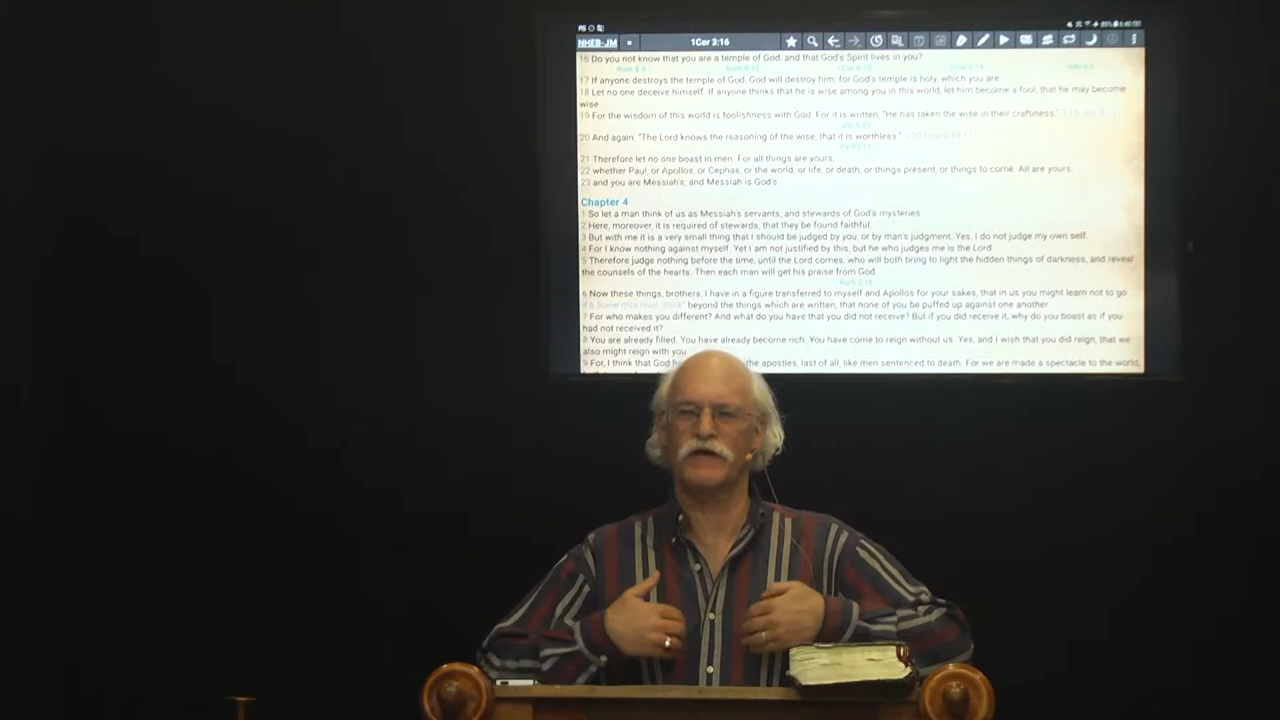 NHEB-JM 1Cor 3:16
16 Do you not know that you are a temple of God, and that God's Spirit lives in you?
17 If anyone destroys the temple of God, God will destroy him; for God's temple is holy, which you are.
18 Let no one deceive himself. If anyone thinks that he is wise among you in this world, let him become a fool, that he may become
wise.
19 For the wisdom of this world is foolishness with God. For it is written, "He has taken the wise in their craftiness."
20 And again, "The Lord knows the reasoning of the wise, that it is worthless."
21 Therefore let no one boast in men. For all things are yours,
22 whether Paul, or Apollos, or Cephas, or the world, or life, or death, or things present, or things to come. All are yours,
23 and you are Messiah's, and Messiah is God's.
Chapter 4
1 So let a man think of us as Messiah's servants, and stewards of God's mysteries.
2 Here, moreover, it is required of stewards, that they be found faithful.
3 But with me it is a very small thing that I should be judged by you, or by man's judgment. Yes, I do not judge my own self.
4 For I know nothing against myself. Yet I am not justified by this, but he who judges me is the Lord.
5 Therefore judge nothing before the time, until the Lord comes, who will both bring to light the hidden things of darkness, and reveal
the counsels of the hearts. Then each man will get his praise from God.
6 Now these things, brothers, I have in a figure transferred to myself and Apollos for your sakes, that in us you might learn not to go
beyond the things which are written, that none of you be puffed up against one another.
7 For who makes you different? And what do you have that you did not receive? But if you did receive it, why do you boast as if you
had not received it?
8 You are already filled. You have already become rich. You have come to reign without us. Yes, and I wish that you did reign, that we
also might reign with you.
9 For, I think that God the apostles, last of all, like men sentenced to death. For we are made a spectacle to the world,